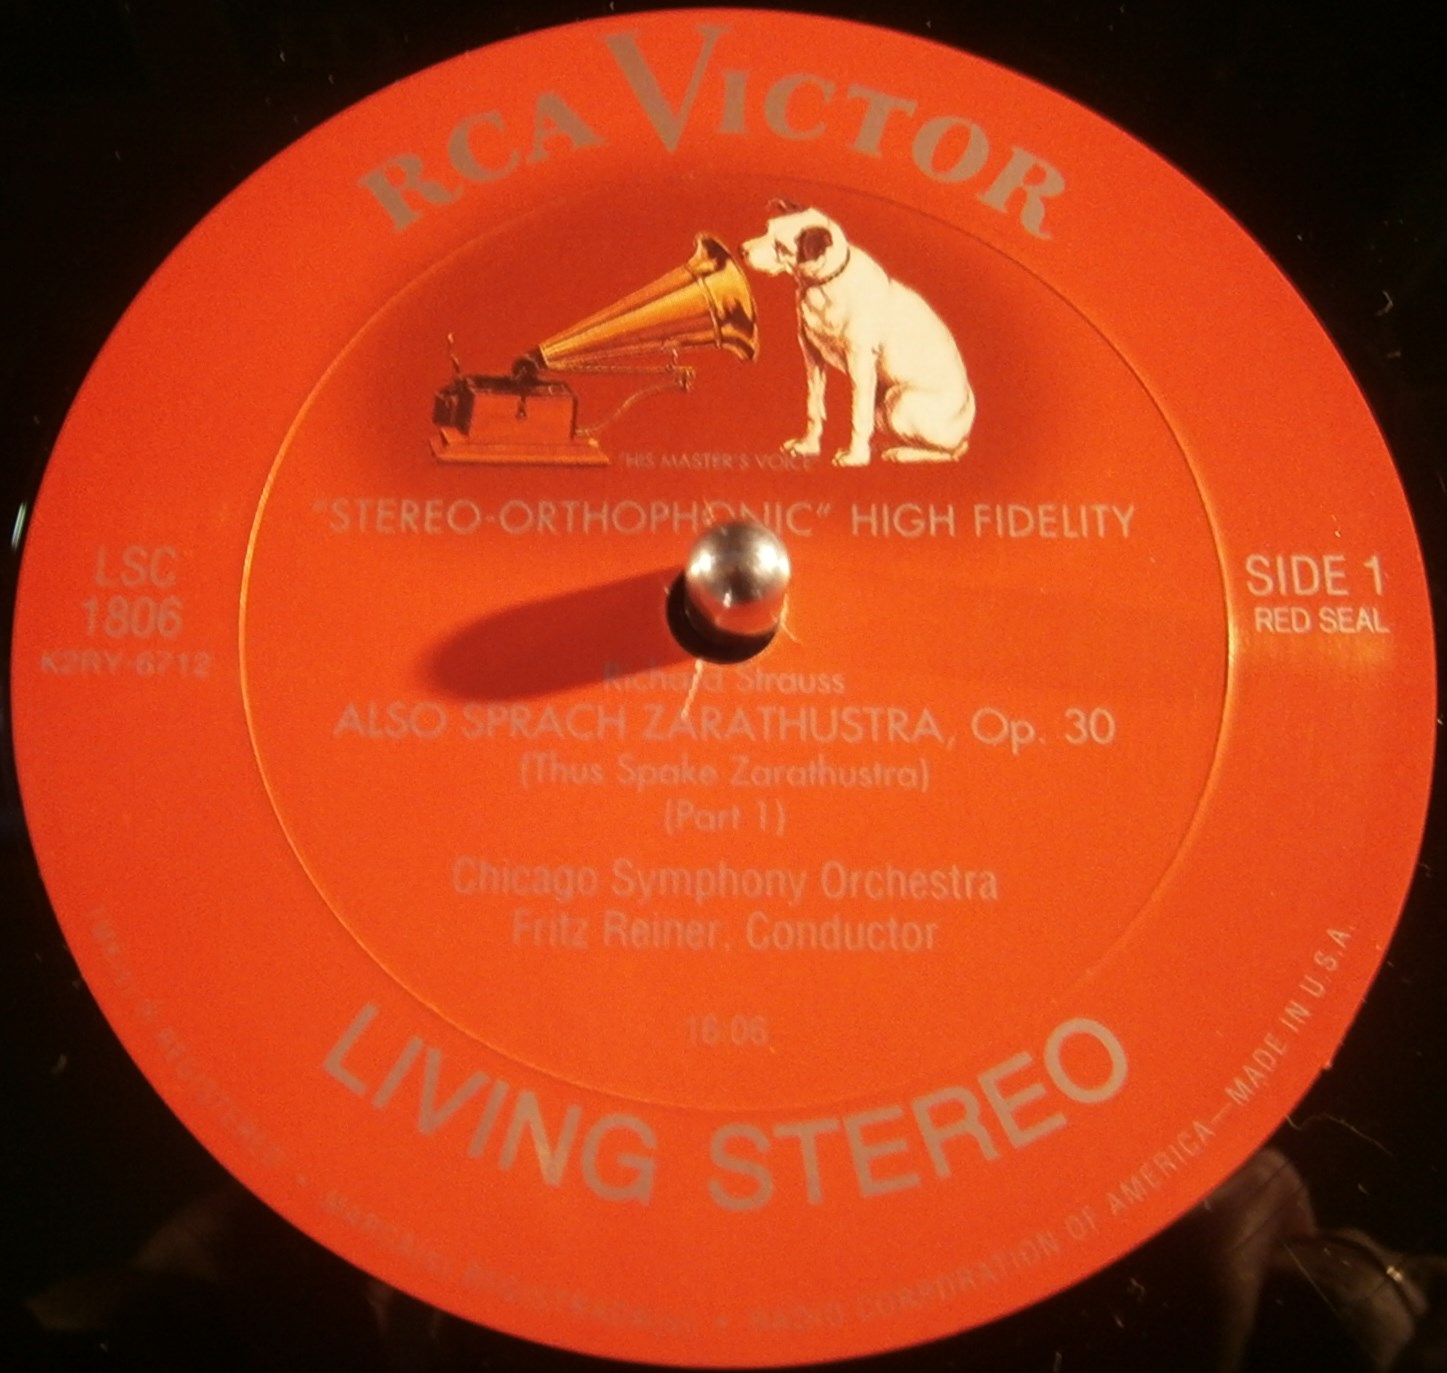 RCA VICTOR
"HIS MASTER'S VOICE"
"STEREO-ORTHOPHONIC" HIGH FIDELITY
LSC
1806
K2RY-6712
SIDE 1
RED SEAL
Richard Strauss
ALSO SPRACH ZARATHUSTRA, Op. 30
(Thus Spake Zarathustra)
(Part 1)
Chicago Symphony Orchestra
Fritz Reiner, Conductor
16 06
LIVING STEREO
RADIO CORPORATION OF AMERICA—MADE IN U.S.A.